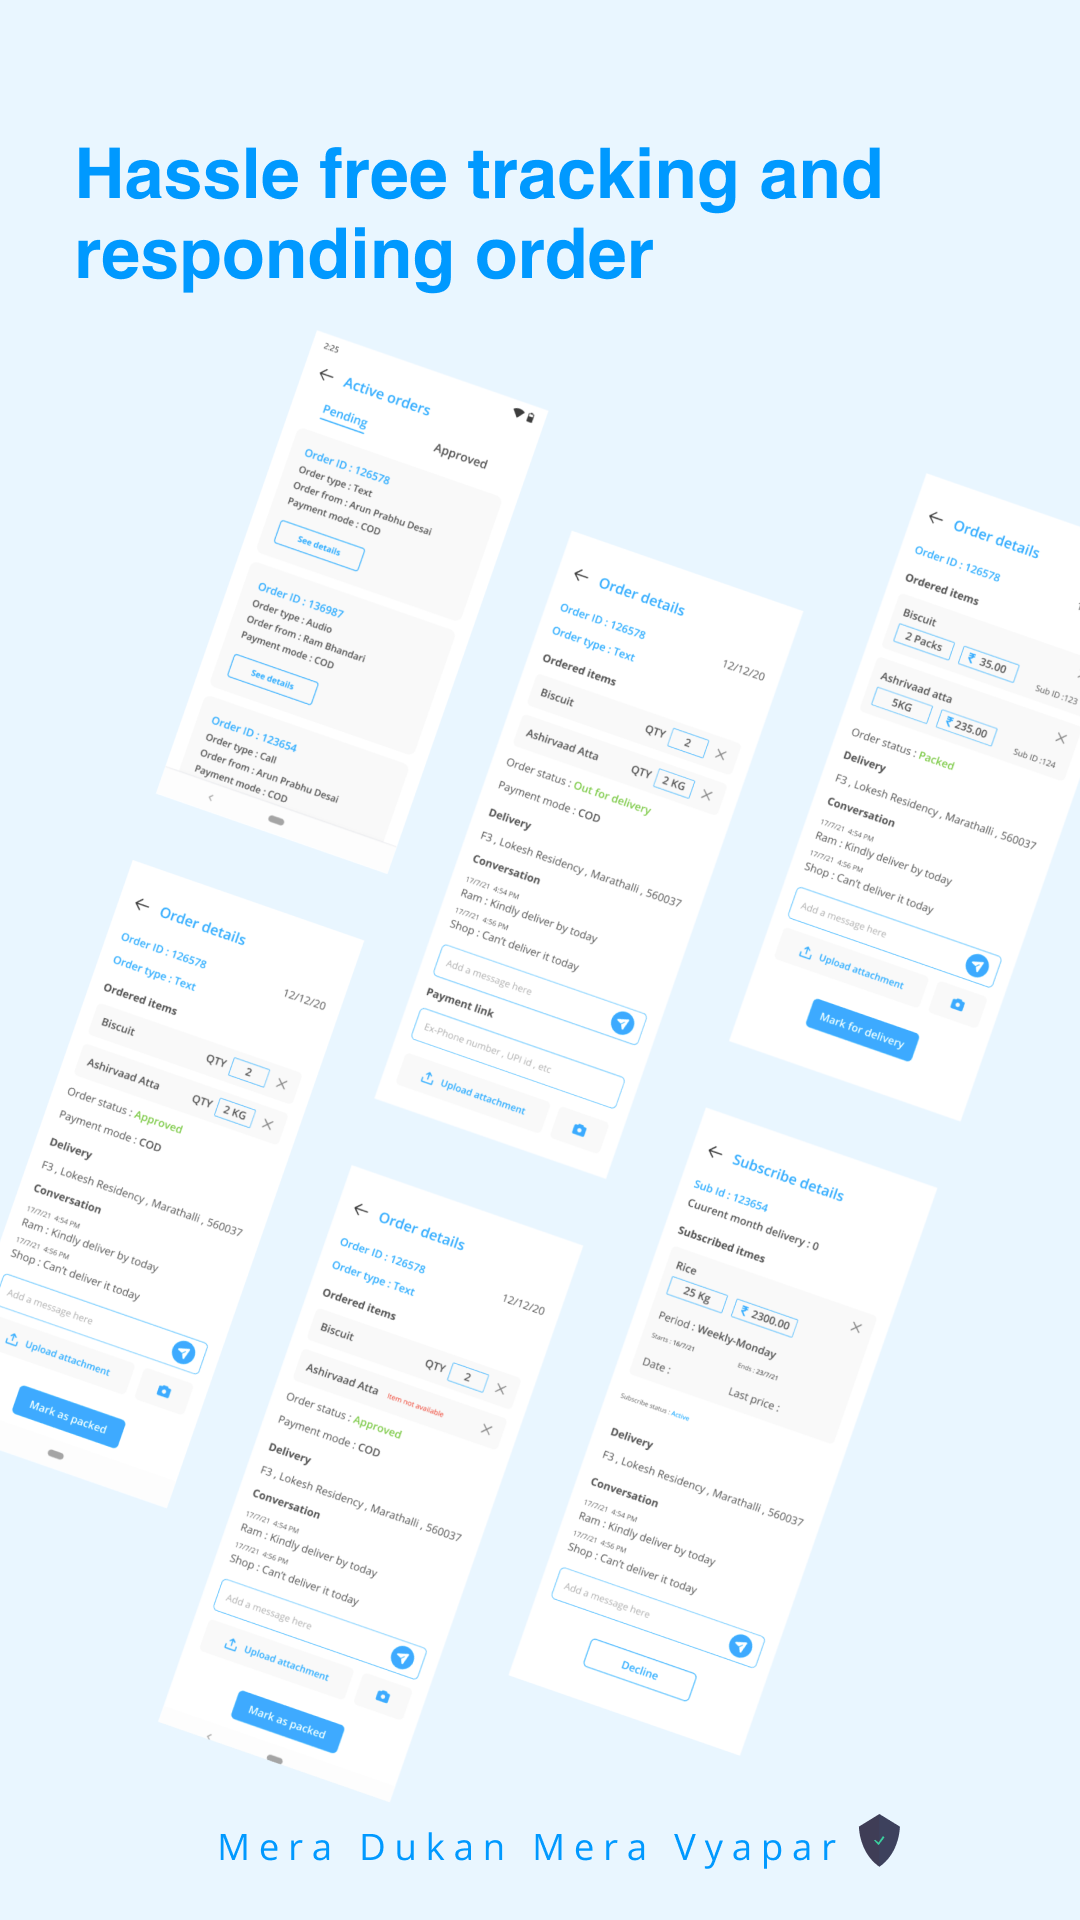 Hassle free tracking and
responding order
2:25
Active orders
Pending
Approved
Order ID : 126578
Order type : Text
Order from : Arun Prabhu Desai
Payment mode : COD
See details
Order ID : 136987
Order type : Audio
Order from : Ram Bhandari
Payment mode : COD
See details
Order ID : 123654
Order type : Call
Order from : Arun Prabhu Desai
Payment mode : COD
Order details
Order ID : 126578
Order type : Text
12/12/20
Ordered items
Biscuit
QTY 2
Ashirvaad Atta
QTY 2 KG
Order status : Out for delivery
Payment mode : COD
Delivery
F3 , Lokesh Residency , Marathalli , 560037
Conversation
17/7/21 4:54 PM
Ram : Kindly deliver by today
17/7/21 4:56 PM
Shop : Can't deliver it today
Add a message here
Payment link
Ex-Phone number , UPI id , etc
Upload attachment
Order details
Order ID : 126578
Ordered items
Biscuit
2 Packs ₹ 35.00
Sub ID :123
Ashrivaad atta
5KG ₹ 235.00
Sub ID :124
Order status : Packed
Delivery
F3 , Lokesh Residency , Marathalli , 560037
Conversation
17/7/21 4:54 PM
Ram : Kindly deliver by today
17/7/21 4:56 PM
Shop : Can't deliver it today
Add a message here
Upload attachment
Mark for delivery
Order details
Order ID : 126578
Order type : Text
12/12/20
Ordered items
Biscuit
QTY 2
Ashirvaad Atta
QTY 2 KG
Order status : Approved
Payment mode : COD
Delivery
F3 , Lokesh Residency , Marathalli , 560037
Conversation
17/7/21 4:54 PM
Ram : Kindly deliver by today
17/7/21 4:56 PM
Shop : Can't deliver it today
Add a message here
Upload attachment
Mark as packed
Order details
Order ID : 126578
Order type : Text
12/12/20
Ordered items
Biscuit
QTY 2
Ashirvaad Atta Item not available
Order status : Approved
Payment mode : COD
Delivery
F3 , Lokesh Residency , Marathalli , 560037
Conversation
17/7/21 4:54 PM
Ram : Kindly deliver by today
17/7/21 4:56 PM
Shop : Can't deliver it today
Add a message here
Upload attachment
Mark as packed
Subscribe details
Sub Id : 123654
Cuurent month delivery : 0
Subscribed itmes
Rice
25 Kg ₹ 2300.00
Period : Weekly-Monday
Starts : 16/7/21
Ends : 23/7/21
Date :
Last price :
Subscribe status : Active
Delivery
F3 , Lokesh Residency , Marathalli , 560037
Conversation
17/7/21 4:54 PM
Ram : Kindly deliver by today
17/7/21 4:56 PM
Shop : Can't deliver it today
Add a message here
Decline
Mera Dukan Mera Vyapar